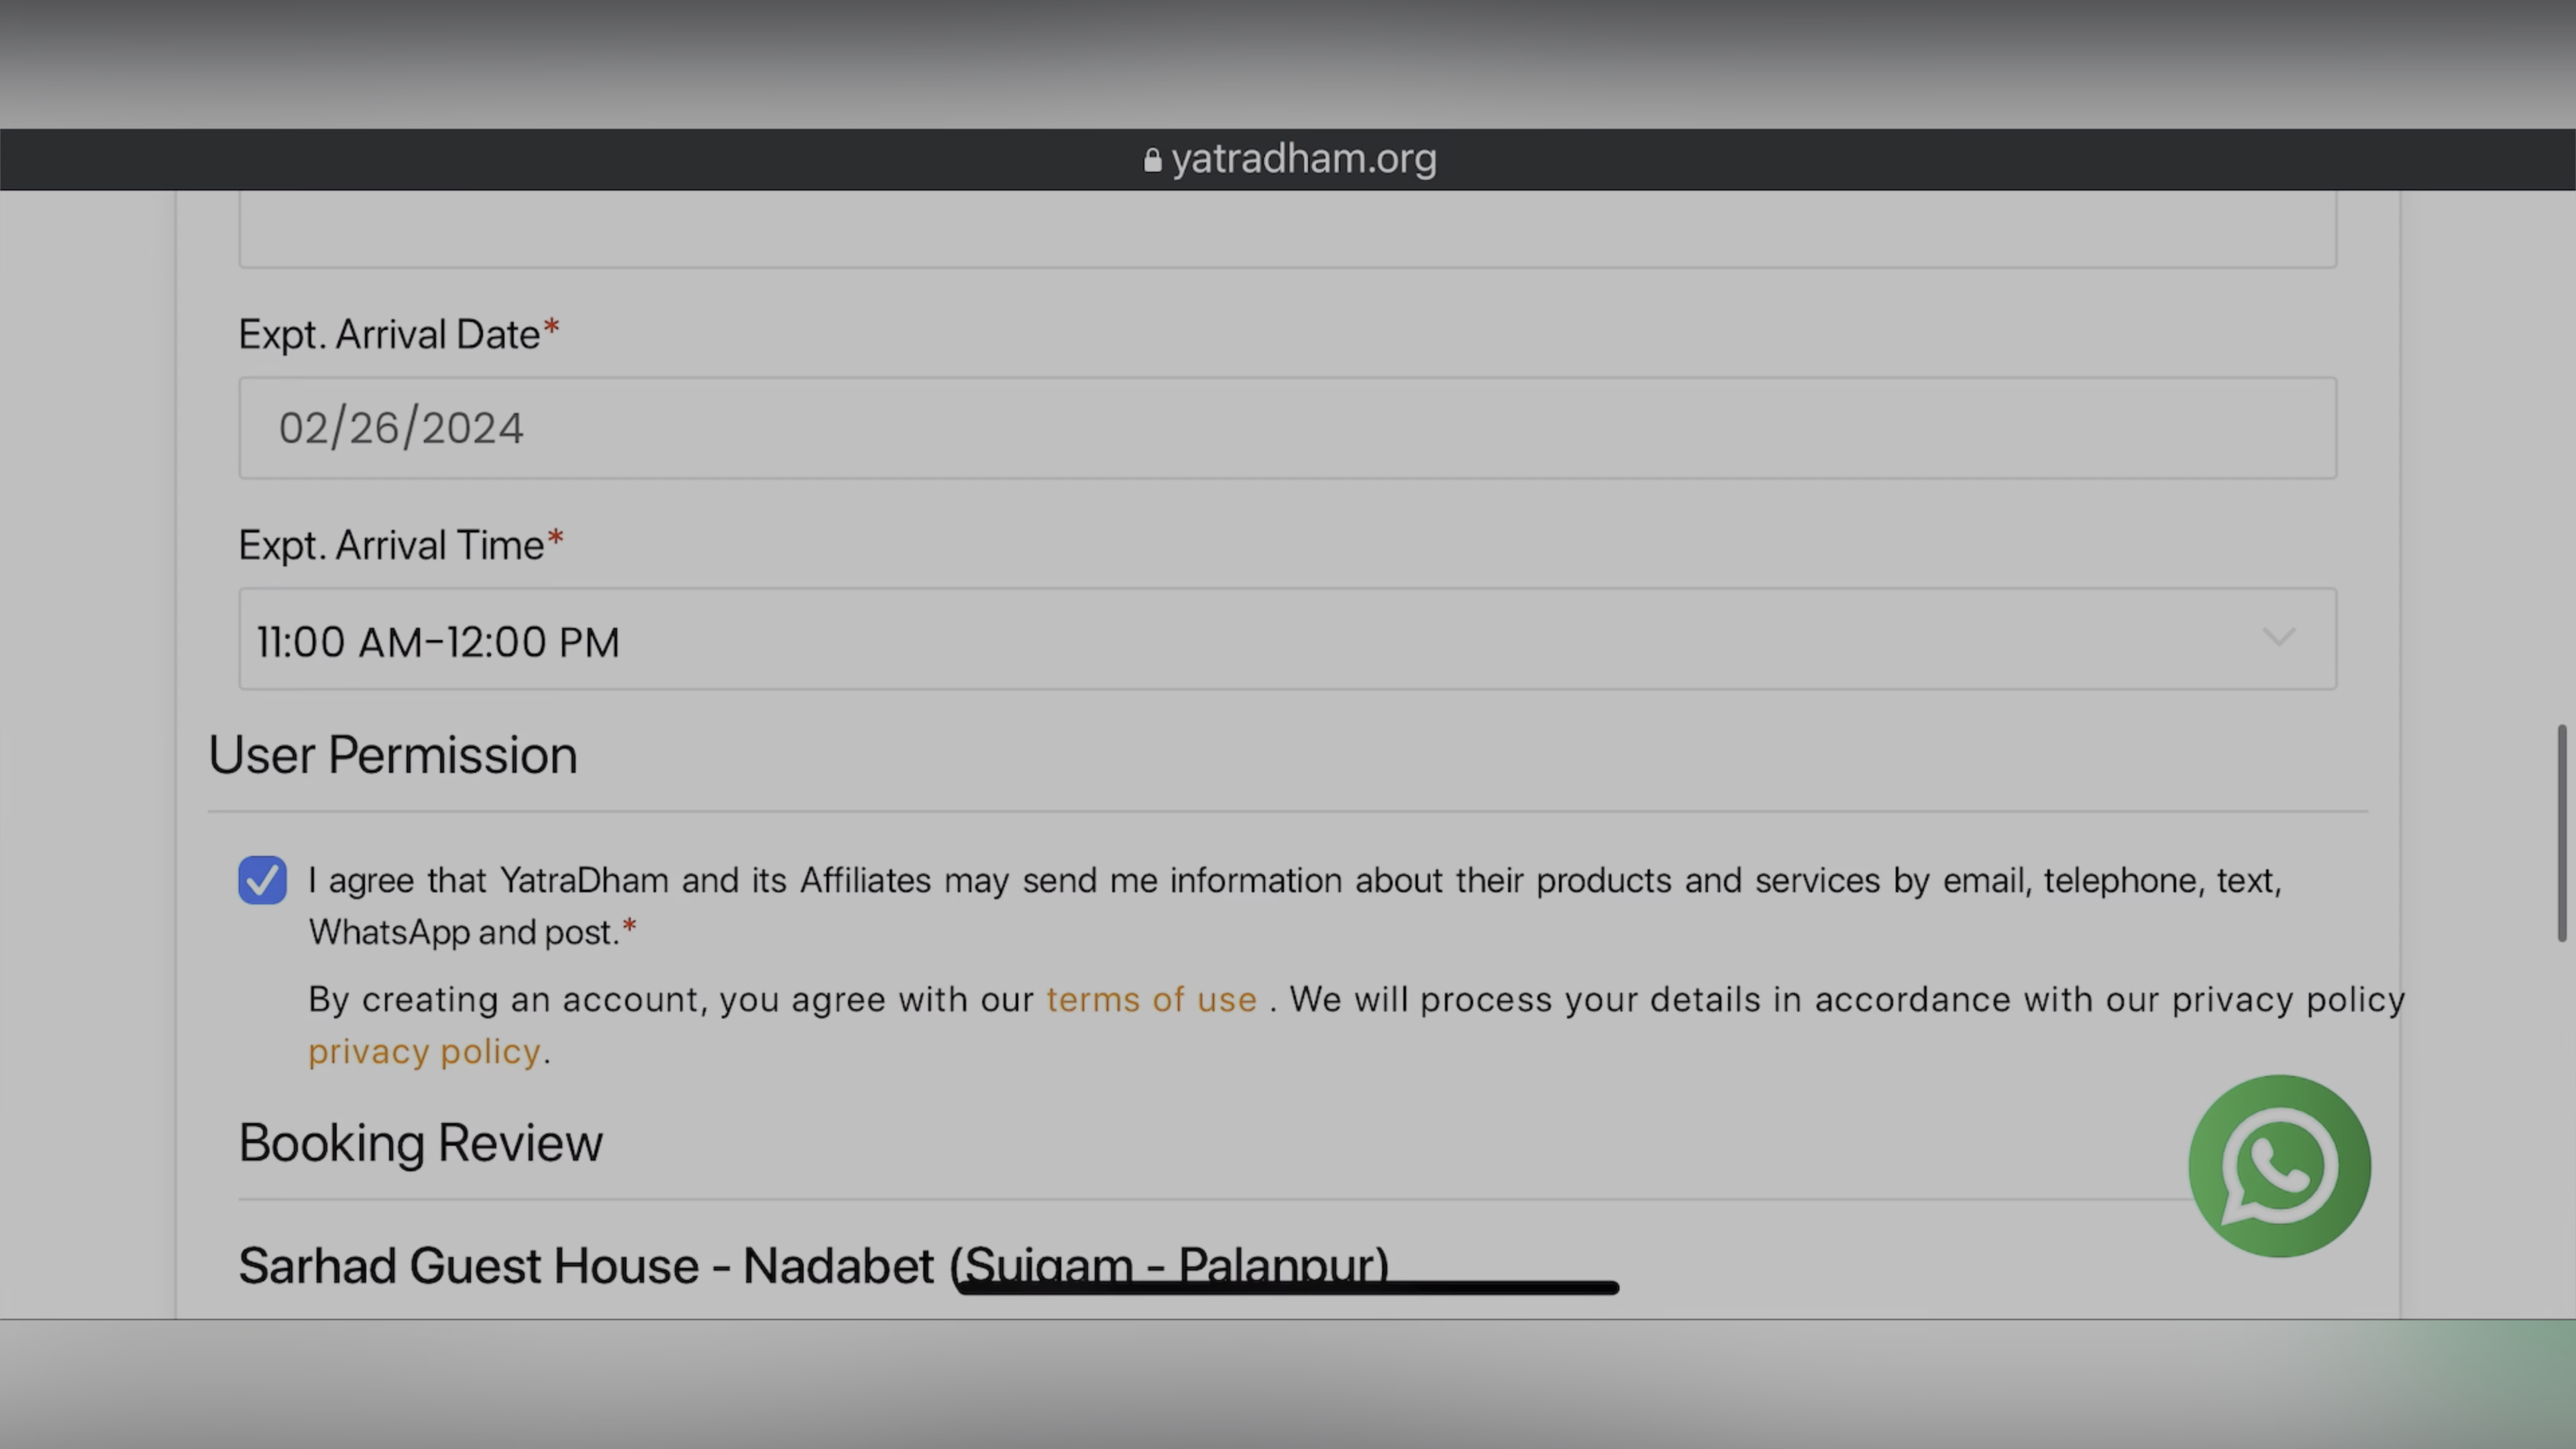 yatradham.org
Expt. Arrival Date*
02/26/2024
Expt. Arrival Time*
11:00 AM-12:00 PM
User Permission
I agree that YatraDham and its Affiliates may send me information about their products and services by email, telephone, text,
WhatsApp and post.*
By creating an account, you agree with our terms of use . We will process your details in accordance with our privacy policy
privacy policy.
Booking Review
Sarhad Guest House - Nadabet (Suigam - Palanpur)